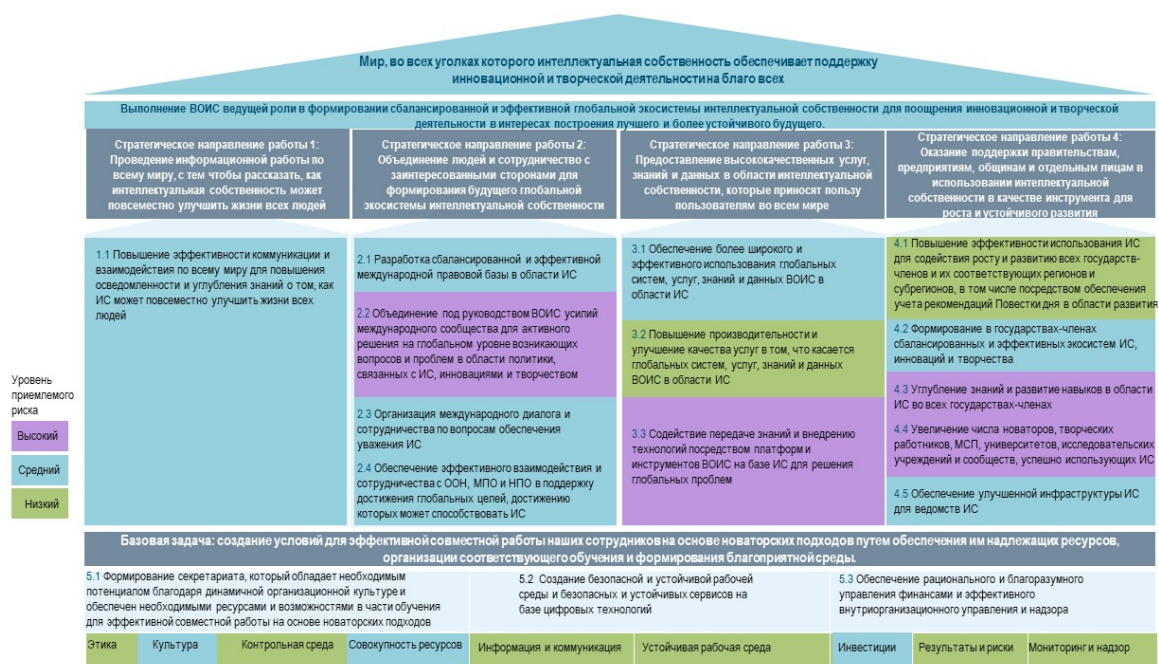 Мир, во всех уголках которого интеллектуальная собственность обеспечивает поддержку
инновационной и творческой деятельности на благо всех
Выполнение ВОИС ведущей роли в формировании сбалансированной и эффективной глобальной экосистемы интеллектуальной собственности для поощрения инновационной и творческой
деятельности в интересах построения лучшего и более устойчивого будущего.
Стратегическое направление работы 1:
Проведение информационной работы по
всему миру, с тем чтобы рассказать, как
интеллектуальная собственность может
повсеместно улучшить жизни всех людей
Стратегическое направление работы 2:
Объединение людей и сотрудничество с
заинтересованными сторонами для
формирования будущего глобальной
экосистемы интеллектуальной собственности
Стратегическое направление работы 3:
Предоставление высококачественных услуг,
знаний и данных в области интеллектуальной
собственности, которые приносят пользу
пользователям во всем мире
Стратегическое направление работы 4:
Оказание поддержки правительствам,
предприятиям, общинам и отдельным лицам в
использовании интеллектуальной
собственности в качестве инструмента для
роста и устойчивого развития
1.1 Повышение эффективности коммуникации и
взаимодействия по всему миру для повышения
осведомленности и углубления знаний о том, как
ИС может повсеместно улучшить жизни всех
людей
2.1 Разработка сбалансированной и эффективной
международной правовой базы в области ИС
2.2 Объединение под руководством ВОИС усилий
международного сообщества для активного
решения на глобальном уровне возникающих
вопросов и проблем в области политики,
связанных с ИС, инновациями и творчеством
2.3 Организация международного диалога и
сотрудничества по вопросам обеспечения
уважения ИС
2.4 Обеспечение эффективного взаимодействия и
сотрудничества с ООН, МПО и НПО в поддержку
достижения глобальных целей, достижению
которых может способствовать ИС
3.1 Обеспечение более широкого и
эффективного использования глобальных
систем, услуг, знаний и данных ВОИС в
области ИС
3.2 Повышение производительности и
улучшение качества услуг в том, что касается
глобальных систем, услуг, знаний и данных
ВОИС в области ИС
3.3 Содействие передаче знаний и внедрению
технологий посредством платформ и
инструментов ВОИС на базе ИС для решения
глобальных проблем
4.1 Повышение эффективности использования ИС
для содействия росту и развитию всех государств-
членов и их соответствующих регионов и
субрегионов, в том числе посредством обеспечения
учета рекомендаций Повестки дня в области развития
4.2 Формирование в государствах-членах
сбалансированных и эффективных экосистем ИС,
инноваций и творчества
4.3 Углубление знаний и развитие навыков в области
ИС во всех государствах-членах
4.4 Увеличение числа новаторов, творческих
работников, МСП, университетов, исследовательских
учреждений и сообществ, успешно использующих ИС
4.5 Обеспечение улучшенной инфраструктуры ИС
для ведомств ИС
Уровень
приемлемого
риска
Высокий
Средний
Низкий
Базовая задача: создание условий для эффективной совместной работы наших сотрудников на основе новаторских подходов путем обеспечения им надлежащих ресурсов,
организации соответствующего обучения и формирования благоприятной среды.
5.1 Формирование секретариата, который обладает необходимым
потенциалом благодаря динамичной организационной культуре и
обеспечен необходимыми ресурсами и возможностями в части обучения
для эффективной совместной работы на основе новаторских подходов
5.2 Создание безопасной и устойчивой рабочей
среды и безопасных и устойчивых сервисов на
базе цифровых технологий
5.3 Обеспечение рационального и благоразумного
управления финансами и эффективного
внутриорганизационного управления и надзора
Этика
Культура
Контрольная среда
Совокупность ресурсов
Информация и коммуникация
Устойчивая рабочая среда
Инвестиции
Результаты и риски
Мониторинг и надзор